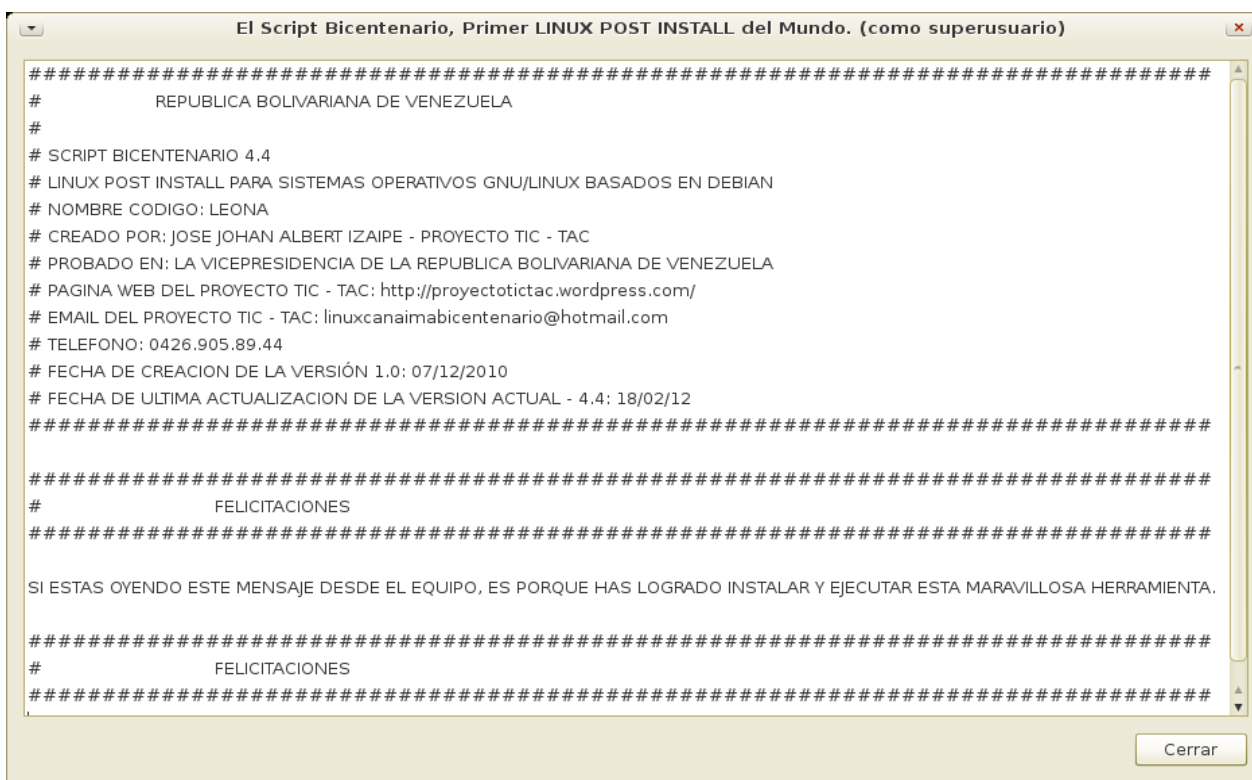 El Script Bicentenario, Primer LINUX POST INSTALL del Mundo. (como superusuario)
################################################################################
# REPUBLICA BOLIVARIANA DE VENEZUELA
#
# SCRIPT BICENTENARIO 4.4
# LINUX POST INSTALL PARA SISTEMAS OPERATIVOS GNU/LINUX BASADOS EN DEBIAN
# NOMBRE CODIGO: LEONA
# CREADO POR: JOSE JOHAN ALBERT IZAIPE - PROYECTO TIC - TAC
# PROBADO EN: LA VICEPRESIDENCIA DE LA REPUBLICA BOLIVARIANA DE VENEZUELA
# PAGINA WEB DEL PROYECTO TIC - TAC: http://proyectotictac.wordpress.com/
# EMAIL DEL PROYECTO TIC - TAC: linuxcanaimabicentenario@hotmail.com
# TELEFONO: 0426.905.89.44
# FECHA DE CREACION DE LA VERSIÓN 1.0: 07/12/2010
# FECHA DE ULTIMA ACTUALIZACION DE LA VERSION ACTUAL - 4.4: 18/02/12
################################################################################
################################################################################
# FELICITACIONES
################################################################################
SI ESTAS OYENDO ESTE MENSAJE DESDE EL EQUIPO, ES PORQUE HAS LOGRADO INSTALAR Y EJECUTAR ESTA MARAVILLOSA HERRAMIENTA.
################################################################################
# FELICITACIONES
################################################################################
Cerrar